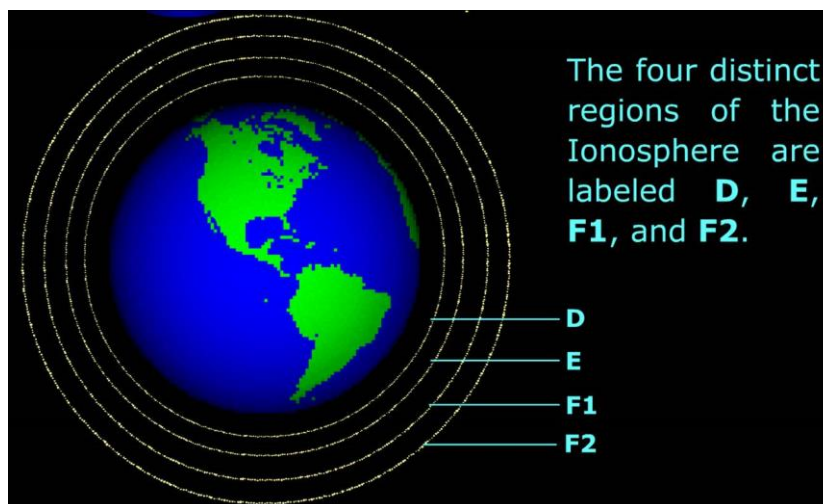 The four distinct
regions of the
Ionosphere are
labeled D, E,
F1, and F2.
D
E
F1
F2